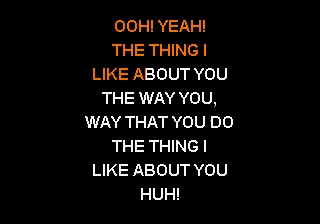 OOH! YEAH!
THE THING I
LIKE ABOUT YOU
THE WAY YOU,
WAY THAT YOU DO
THE THING I
LIKE ABOUT YOU
HUH!